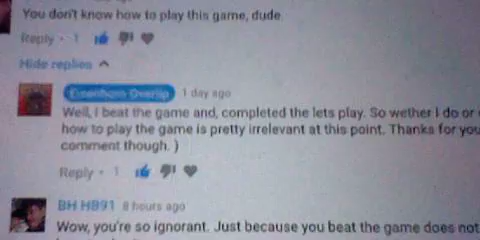 You don't know how to play this game, dude.
Reply • 1
Hide replies
1 day ago
Well, I beat the game and, completed the lets play. So wether I do or
how to play the game is pretty irrelevant at this point. Thanks for you
comment though. )
Reply • 1
BH HB91 8 hours ago
Wow, you're so ignorant. Just because you beat the game does not